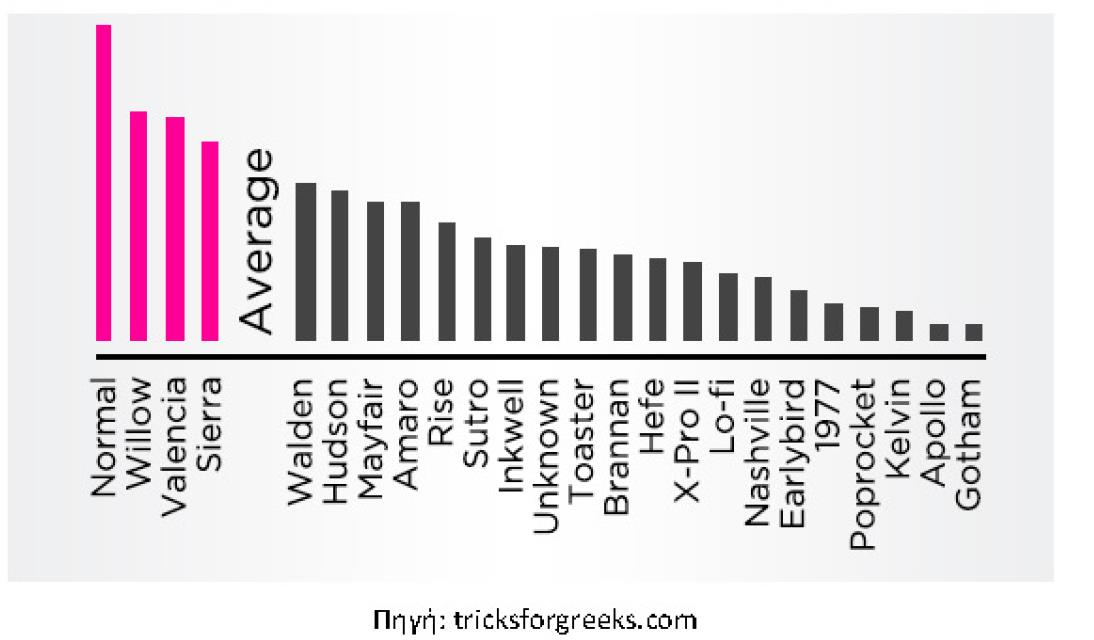 Average
Normal
Willow
Valencia
Sierra
Walden
Hudson
Mayfair
Amaro
Rise
Sutro
Inkwell
Unknown
Toaster
Brannan
Hefe
X-Pro II
Lo-fi
Nashville
Earlybird
1977
Poprocket
Kelvin
Apollo
Gotham
Πηγή: tricksforgreeks.com